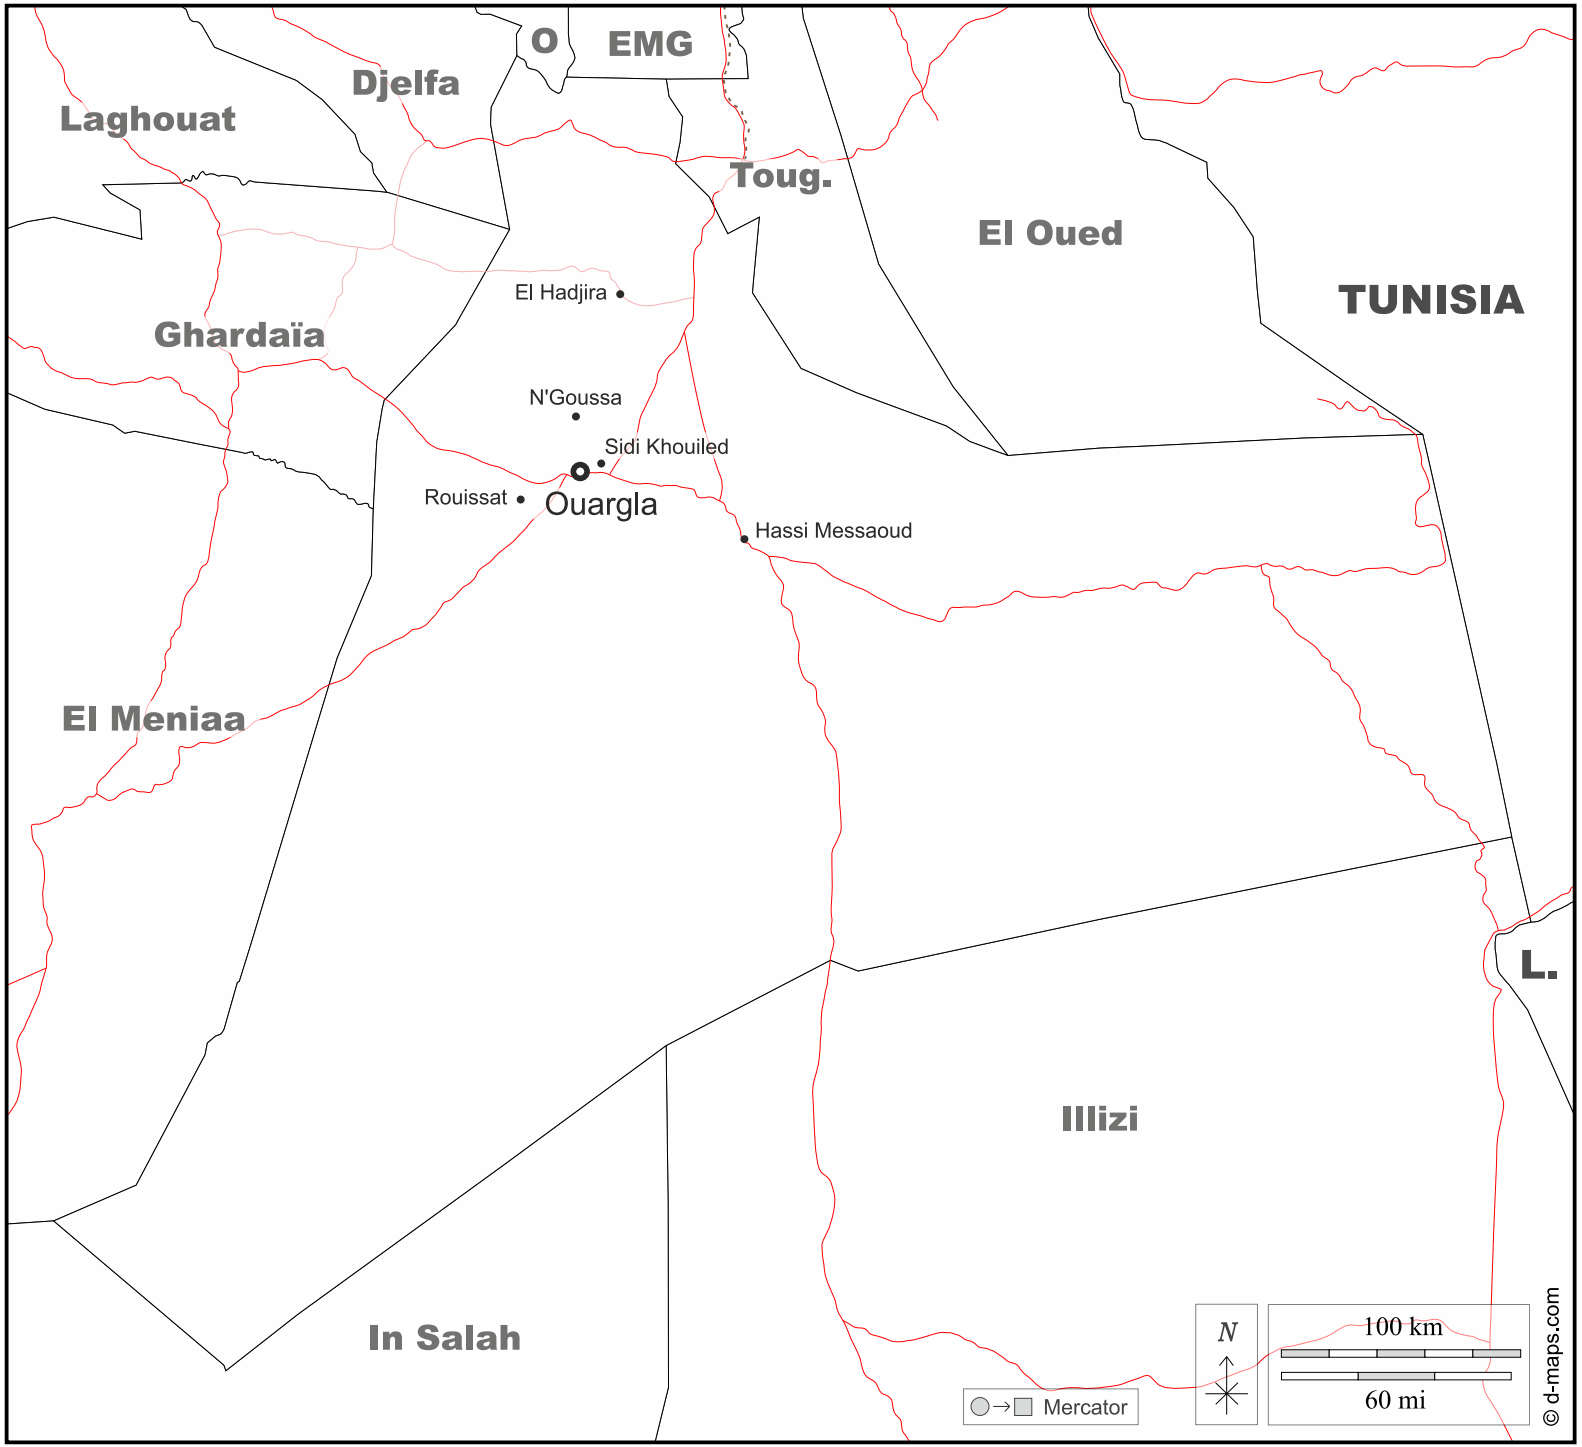 O
EMG
Djelfa
Laghouat
Toug.
El Oued
TUNISIA
El Hadjira
Ghardaïa
N'Goussa
Sidi Khouiled
Rouissat
Ouargla
Hassi Messaoud
El Meniaa
L.
Illizi
In Salah
N
100 km
60 mi
Mercator
© d-maps.com